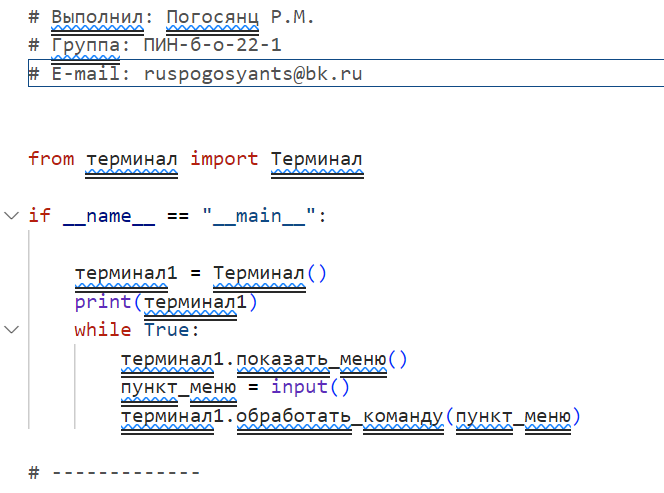 # Выполнил: Погосянц Р.М.
# Группа: ПИН-б-о-22-1
# E-mail: ruspogosyants@bk.ru
from терминал import Терминал
if __name__ == "__main__":
терминал1 = Терминал()
print(терминал1)
while True:
терминал1.показать_меню()
пункт_меню = input()
терминал1.обработать_команду(пункт_меню)
# -------------